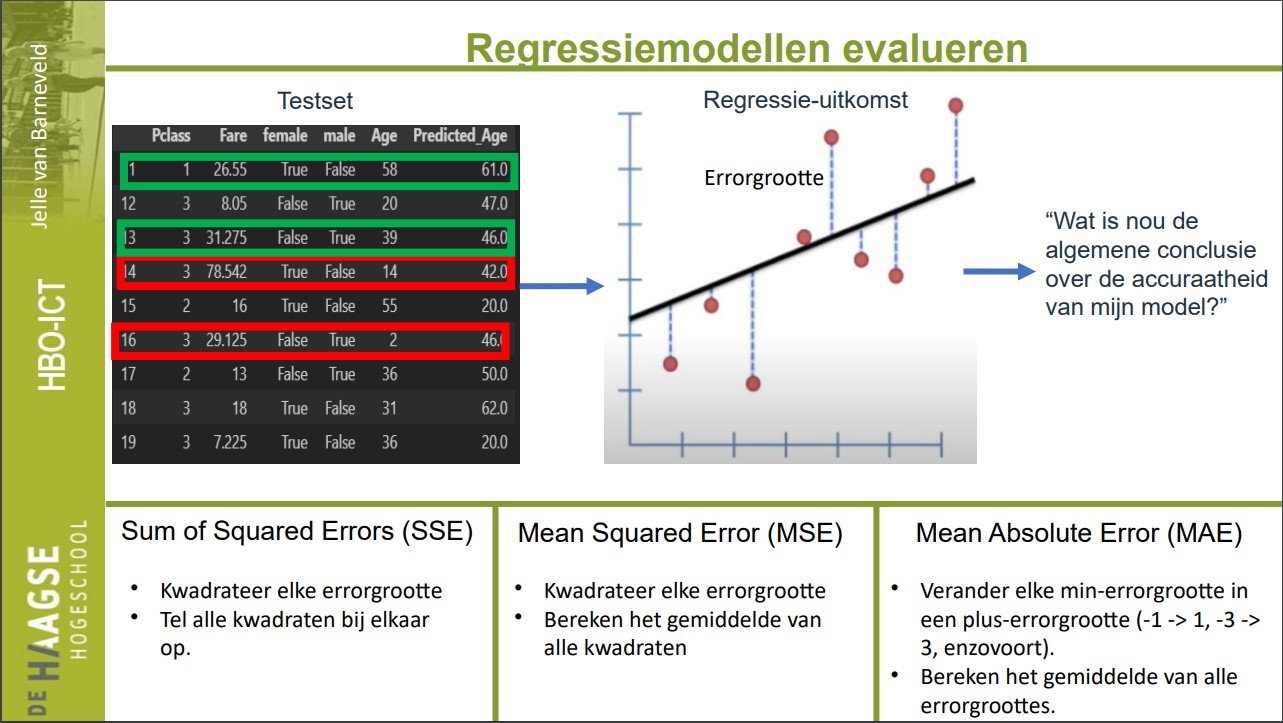 Regressiemodellen evalueren
Jelle van Barneveld
HBO-ICT
DE HAAGSE
HOGESCHOOL
Testset
Pclass Fare female male Age Predicted_Age
11 1 26.55 True False 58 61.0
12 3 8.05 False True 20 47.0
13 3 31.275 False True 39 46.0
14 3 78.542 True False 14 42.0
15 2 16 True False 55 20.0
16 3 29.125 False True 2 46.0
17 2 13 False True 36 50.0
18 3 18 True False 31 62.0
19 3 7.225 True False 36 20.0
Regressie-uitkomst
Errorgrootte
“Wat is nou de
algemene conclusie
over de accuraatheid
van mijn model?”
Sum of Squared Errors (SSE)
• Kwadrateer elke errorgrootte
• Tel alle kwadraten bij elkaar
op.
Mean Squared Error (MSE)
• Kwadrateer elke errorgrootte
• Bereken het gemiddelde van
alle kwadraten
Mean Absolute Error (MAE)
• Verander elke min-errorgrootte in
een plus-errorgrootte (-1 -> 1, -3 ->
3, enzovoort).
• Bereken het gemiddelde van alle
errorgroottes.